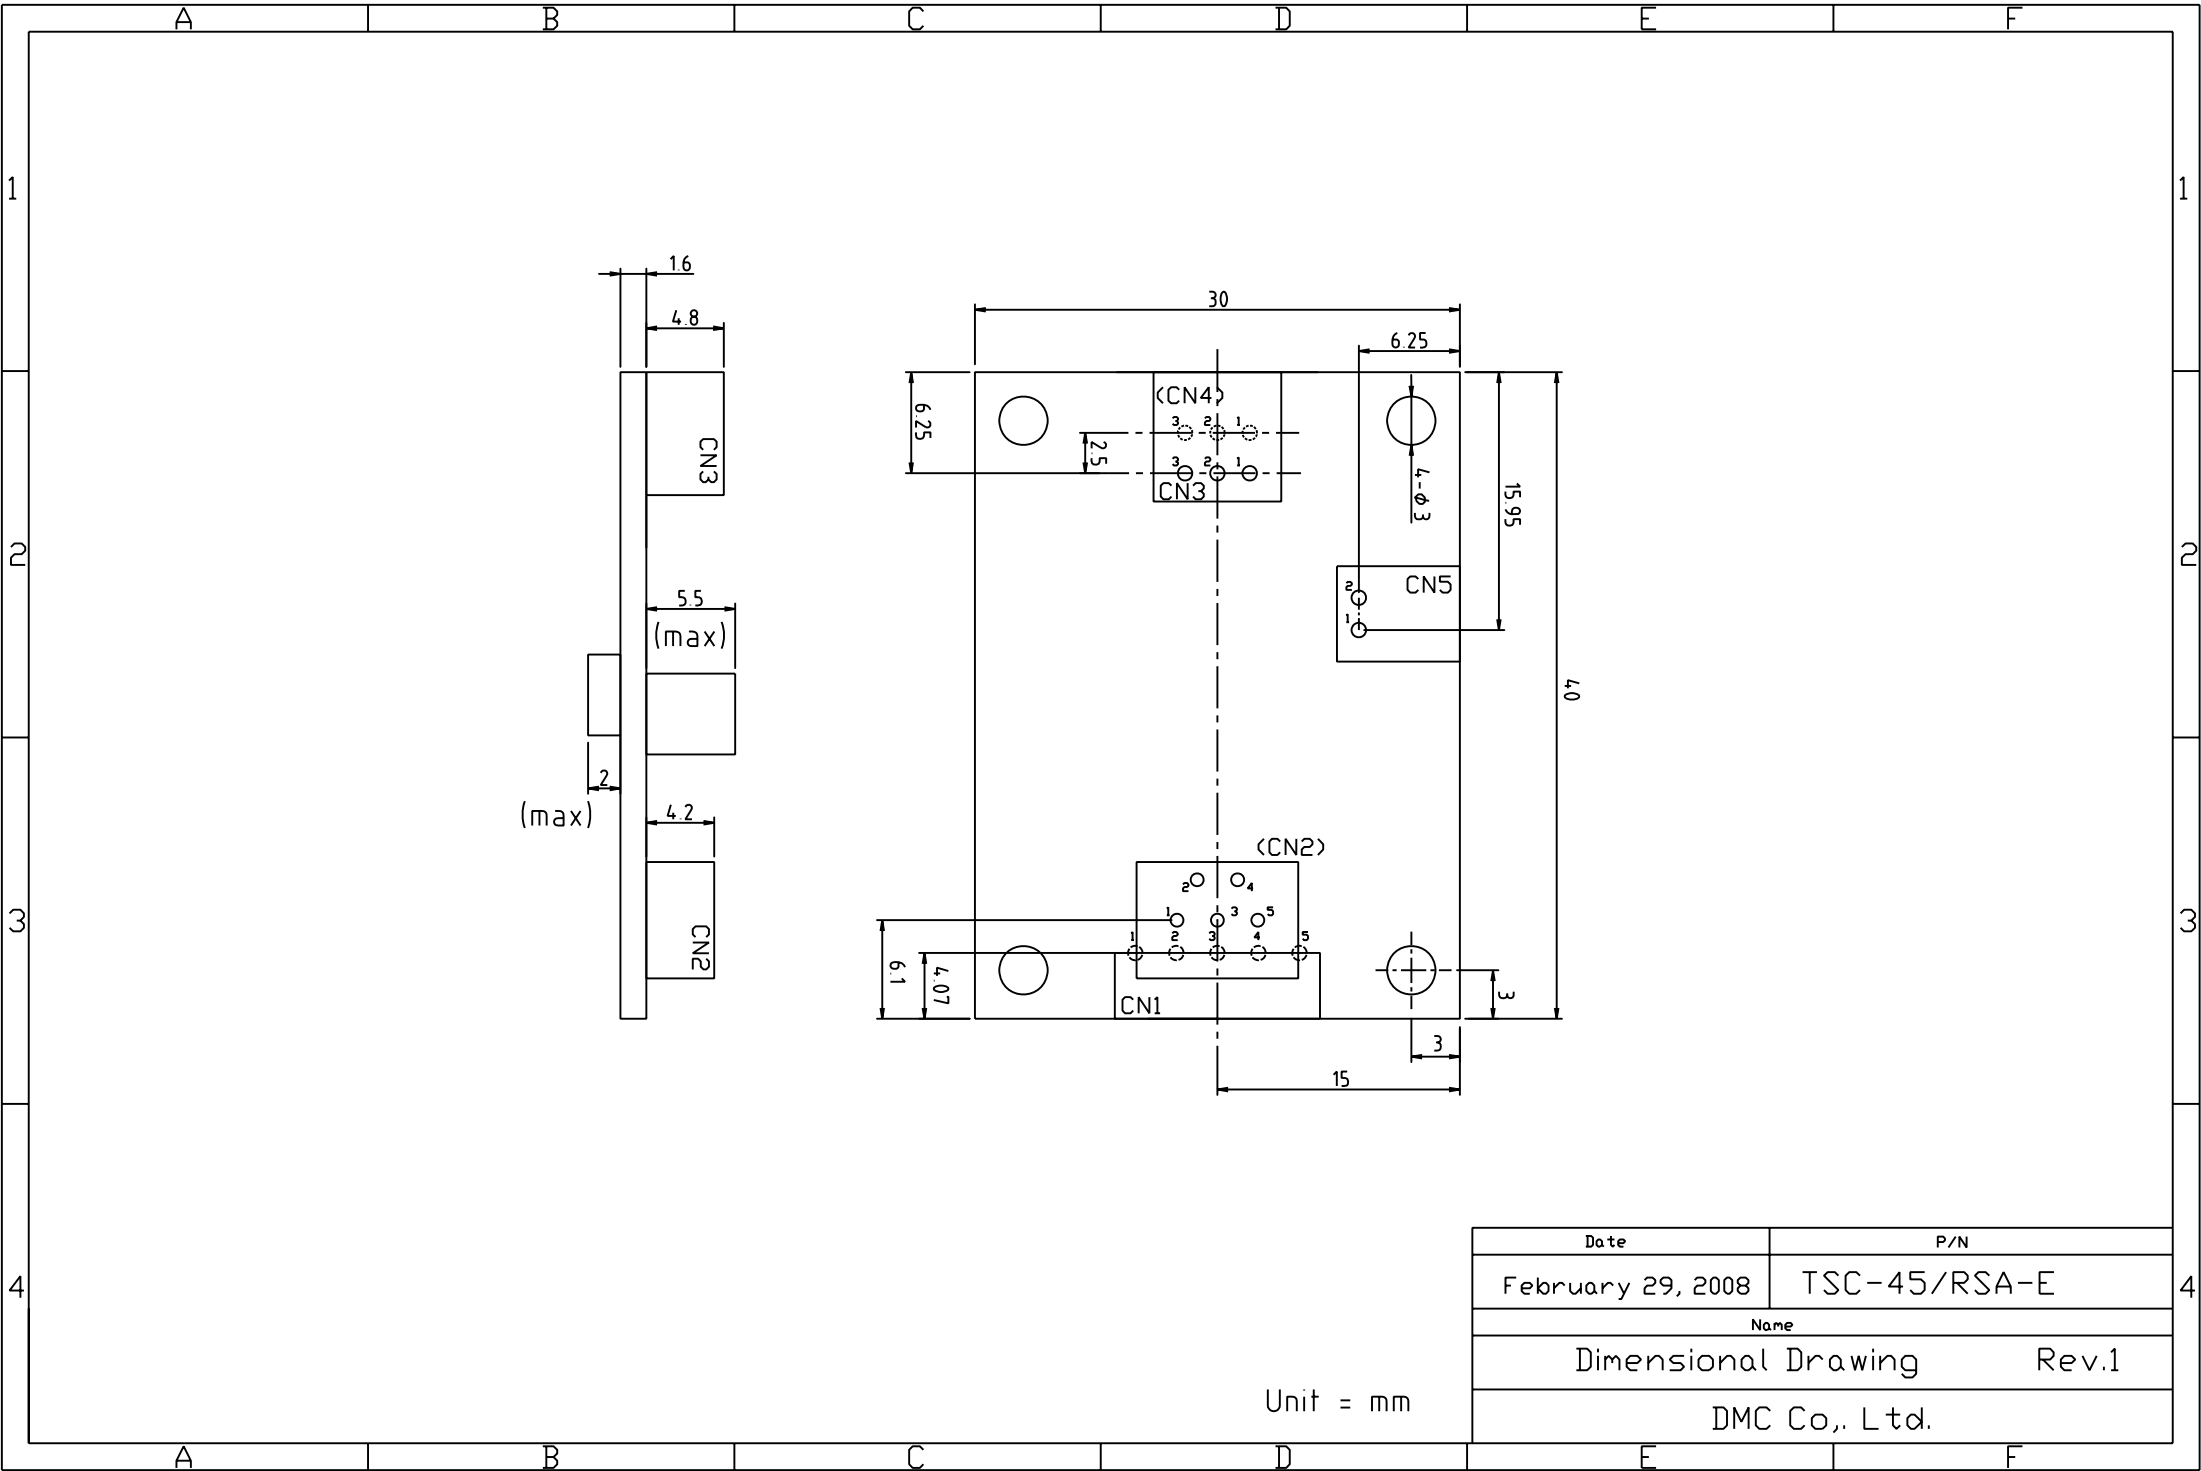 A B C D E F
1 1
1.6
30
4.8
6.25
(CN4)
3 2 1
6.25
2.5
CN3
3 2 1
CN3
4-φ3
15.95
2 2
CN5
2
1
5.5
(max)
40
2
(max)
4.2
(CN2)
2 4
1 3 5
1 2 3 4 5
CN2
3 3
6.1
4.07
CN1
3
3
15
Date P/N
February 29, 2008 TSC-45/RSA-E
4 4
Name
Dimensional Drawing Rev.1
Unit = mm
DMC Co,. Ltd.
A B C D E F